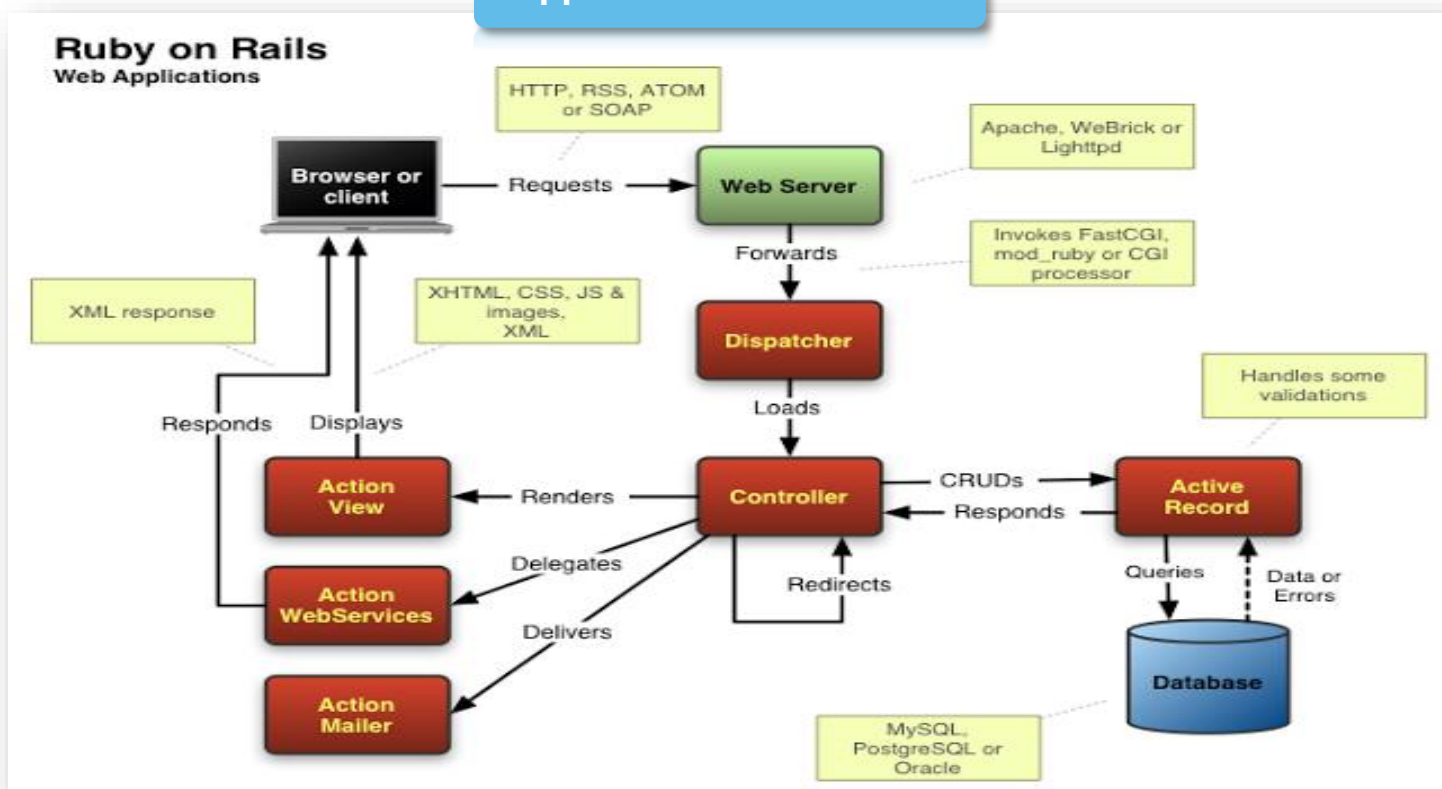 Ruby on Rails
Web Applications
HTTP, RSS, ATOM
or SOAP
Apache, WeBrick or
Lighttpd
Browser or
client
Requests
Web Server
Forwards
Invokes FastCGI,
mod_ruby or CGI
processor
XML response
XHTML, CSS, JS &
images,
XML
Dispatcher
Handles some
validations
Loads
Responds
Displays
Action
View
Renders
Controller
CRUDs
Responds
Active
Record
Delegates
Redirects
Queries
Data or
Errors
Action
WebServices
Delivers
Action
Mailer
Database
MySQL,
PostgreSQL or
Oracle